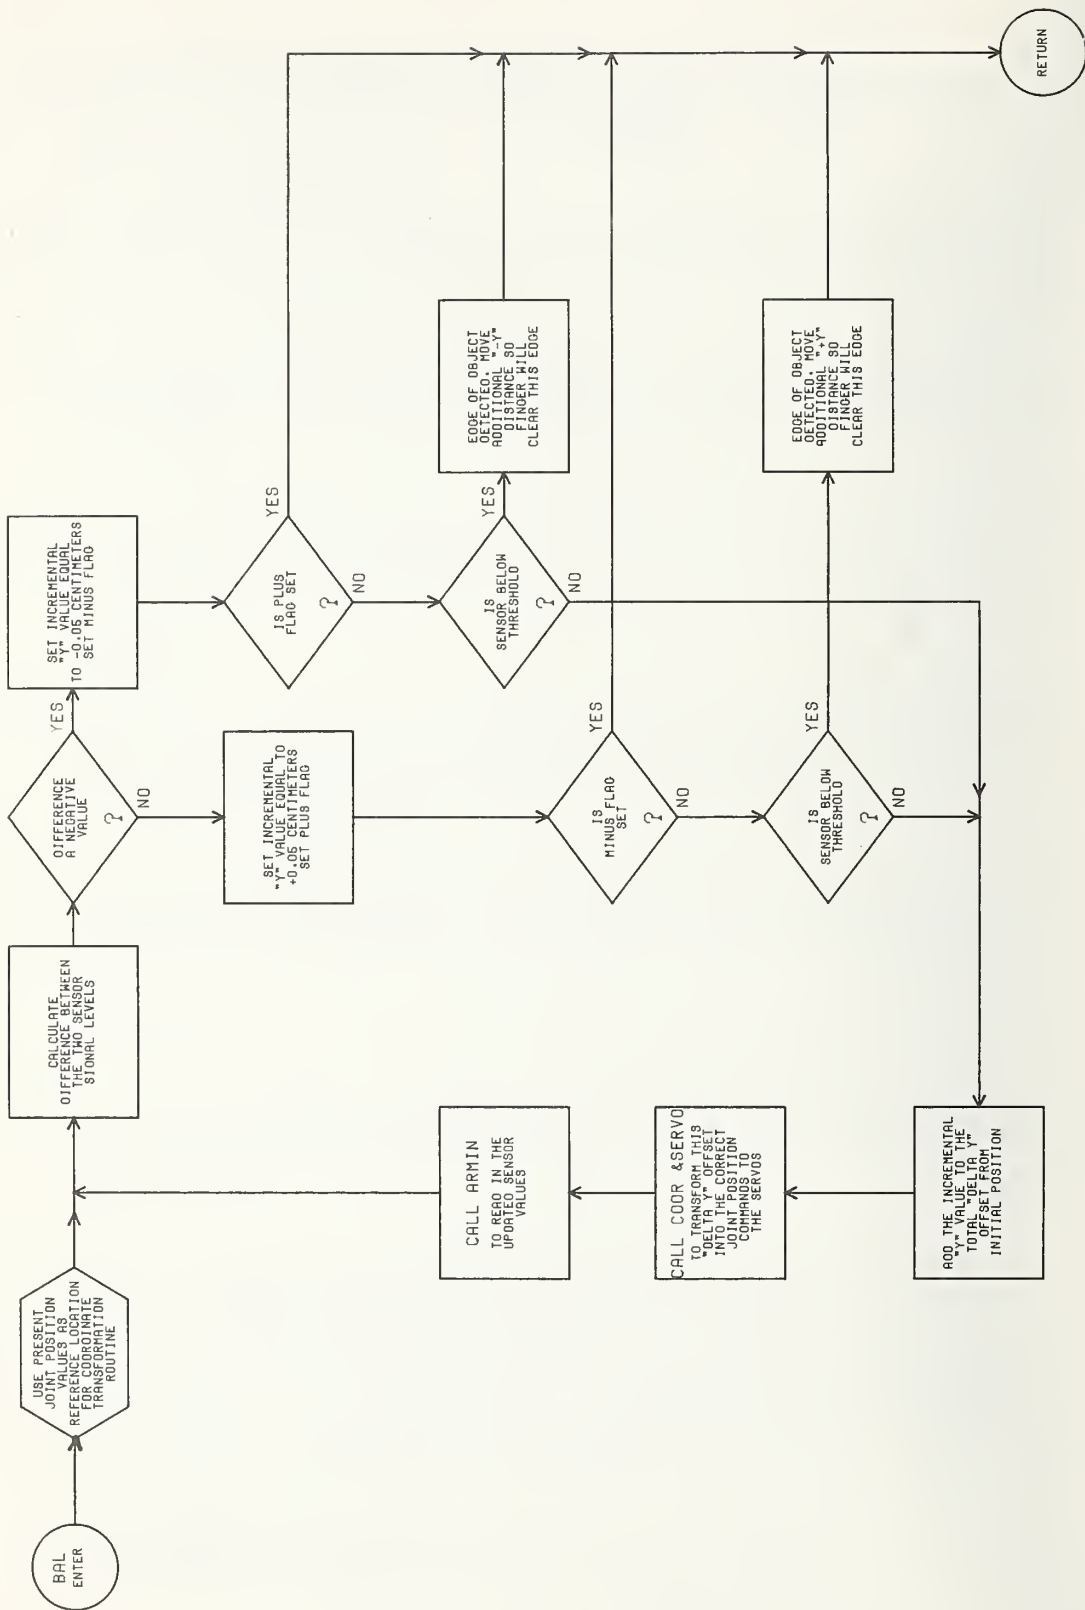 BAL
ENTER
USE PRESENT
JOINT POSITION
VALUES AS
REFERENCE LOCATION
FOR COORDINATE
TRANSFORMATION
ROUTINE
CALCULATE
DIFFERENCE BETWEEN
THE TWO SENSOR
SIGNAL LEVELS
DIFFERENCE
A NEGATIVE
VALUE
?
YES
NO
SET INCREMENTAL
"Y" VALUE EQUAL
TO -0.05 CENTIMETERS
SET MINUS FLAG
SET INCREMENTAL
"Y" VALUE EQUAL TO
+0.05 CENTIMETERS
SET PLUS FLAG
IS PLUS
FLAG SET
?
YES
NO
IS
SENSOR BELOW
THRESHOLD
?
YES
NO
EDGE OF OBJECT
DETECTED. MOVE
ADDITIONAL "-Y"
DISTANCE SO
FINGER WILL
CLEAR THIS EDGE
IS
MINUS FLAG
SET
?
YES
NO
IS
SENSOR BELOW
THRESHOLD
?
YES
NO
EDGE OF OBJECT
DETECTED. MOVE
ADDITIONAL "+Y"
DISTANCE SO
FINGER WILL
CLEAR THIS EDGE
ADD THE INCREMENTAL
"Y" VALUE TO THE
TOTAL "DELTA Y"
OFFSET FROM
INITIAL POSITION
CALL COOR &SERVO
TO TRANSFORM THIS
"DELTA Y" OFFSET
INTO THE CORRECT
JOINT POSITION
COMMANDS TO
THE SERVOS
CALL ARMIN
TO READ IN THE
UPDATED SENSOR
VALUES
RETURN